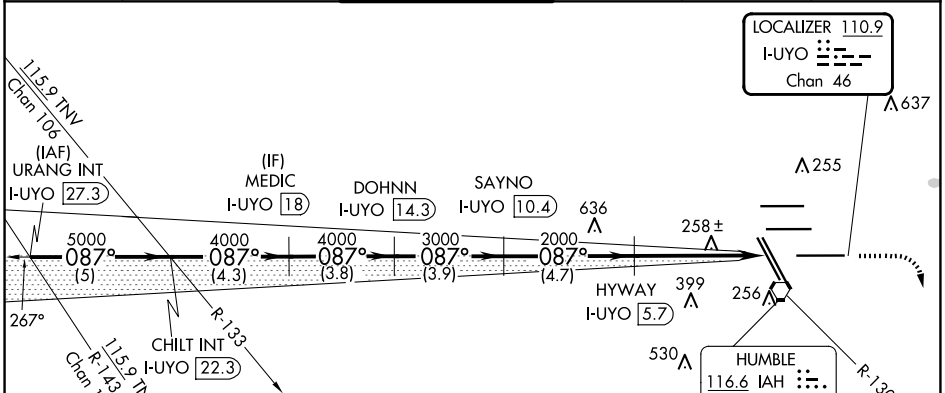 LOCALIZER 110.9
I-UYO
Chan 46
637
255
115.9 TNV
Chan 106
(IAF)
URANG INT
I-UYO 27.3
(IF)
MEDIC
I-UYO 18
DOHNN
I-UYO 14.3
SAYNO
I-UYO 10.4
636
258 ±
5000
087°
(5)
4000
087°
(4.3)
4000
087°
(3.8)
3000
087°
(3.9)
2000
087°
(4.7)
267°
HYWAY
I-UYO 5.7
399
256
CHILT INT
I-UYO 22.3
R-133
R-143
115.9
530
HUMBLE
116.6 IAH